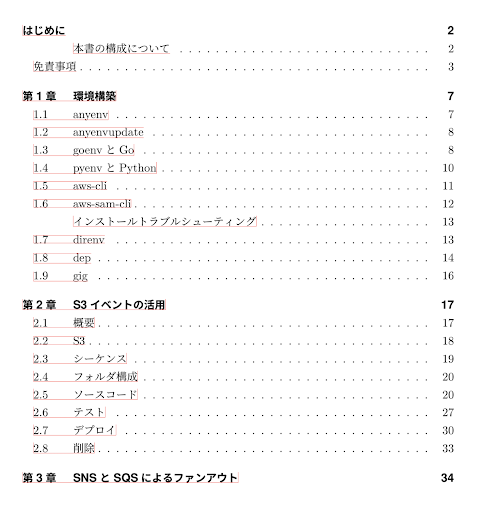 はじめに 2
本書の構成について . . . . . . . . . . . . . . . . . . . . . . . . . . . . 2
免責事項 . . . . . . . . . . . . . . . . . . . . . . . . . . . . . . . . . . . . 3
第 1 章 環境構築 7
1.1 anyenv . . . . . . . . . . . . . . . . . . . . . . . . . . . . . . . . . . 7
1.2 anyenvupdate . . . . . . . . . . . . . . . . . . . . . . . . . . . . . . 8
1.3 goenv と Go . . . . . . . . . . . . . . . . . . . . . . . . . . . . . . . 8
1.4 pyenv と Python . . . . . . . . . . . . . . . . . . . . . . . . . . . . . 10
1.5 aws-cli . . . . . . . . . . . . . . . . . . . . . . . . . . . . . . . . . . 11
1.6 aws-sam-cli . . . . . . . . . . . . . . . . . . . . . . . . . . . . . . . . 12
インストールトラブルシューティング . . . . . . . . . . . . . . . . . . . 13
1.7 direnv . . . . . . . . . . . . . . . . . . . . . . . . . . . . . . . . . . 13
1.8 dep . . . . . . . . . . . . . . . . . . . . . . . . . . . . . . . . . . . . 14
1.9 gig . . . . . . . . . . . . . . . . . . . . . . . . . . . . . . . . . . . . 16
第 2 章 S3 イベントの活用 17
2.1 概要 . . . . . . . . . . . . . . . . . . . . . . . . . . . . . . . . . . . . 17
2.2 S3 . . . . . . . . . . . . . . . . . . . . . . . . . . . . . . . . . . . . . 18
2.3 シーケンス . . . . . . . . . . . . . . . . . . . . . . . . . . . . . . . . 19
2.4 フォルダ構成 . . . . . . . . . . . . . . . . . . . . . . . . . . . . . . . 20
2.5 ソースコード . . . . . . . . . . . . . . . . . . . . . . . . . . . . . . . 20
2.6 テスト . . . . . . . . . . . . . . . . . . . . . . . . . . . . . . . . . . 27
2.7 デプロイ . . . . . . . . . . . . . . . . . . . . . . . . . . . . . . . . . 30
2.8 削除 . . . . . . . . . . . . . . . . . . . . . . . . . . . . . . . . . . . . 33
第 3 章 SNS と SQS によるファンアウト 34